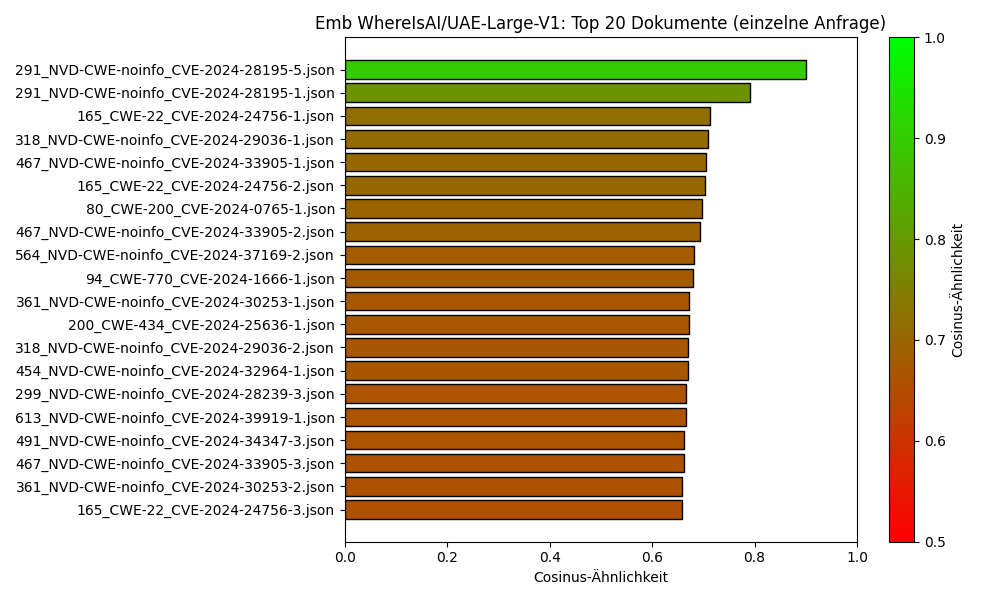 Emb WhereIsAI/UAE-Large-V1: Top 20 Dokumente (einzelne Anfrage)
291_NVD-CWE-noinfo_CVE-2024-28195-5.json
291_NVD-CWE-noinfo_CVE-2024-28195-1.json
165_CWE-22_CVE-2024-24756-1.json
318_NVD-CWE-noinfo_CVE-2024-29036-1.json
467_NVD-CWE-noinfo_CVE-2024-33905-1.json
165_CWE-22_CVE-2024-24756-2.json
80_CWE-200_CVE-2024-0765-1.json
467_NVD-CWE-noinfo_CVE-2024-33905-2.json
564_NVD-CWE-noinfo_CVE-2024-37169-2.json
94_CWE-770_CVE-2024-1666-1.json
361_NVD-CWE-noinfo_CVE-2024-30253-1.json
200_CWE-434_CVE-2024-25636-1.json
318_NVD-CWE-noinfo_CVE-2024-29036-2.json
454_NVD-CWE-noinfo_CVE-2024-32964-1.json
299_NVD-CWE-noinfo_CVE-2024-28239-3.json
613_NVD-CWE-noinfo_CVE-2024-39919-1.json
491_NVD-CWE-noinfo_CVE-2024-34347-3.json
467_NVD-CWE-noinfo_CVE-2024-33905-3.json
361_NVD-CWE-noinfo_CVE-2024-30253-2.json
165_CWE-22_CVE-2024-24756-3.json
0.0 0.2 0.4 0.6 0.8 1.0
Cosinus-Ähnlichkeit
1.0
0.9
0.8
0.7
0.6
0.5
Cosinus-Ähnlichkeit